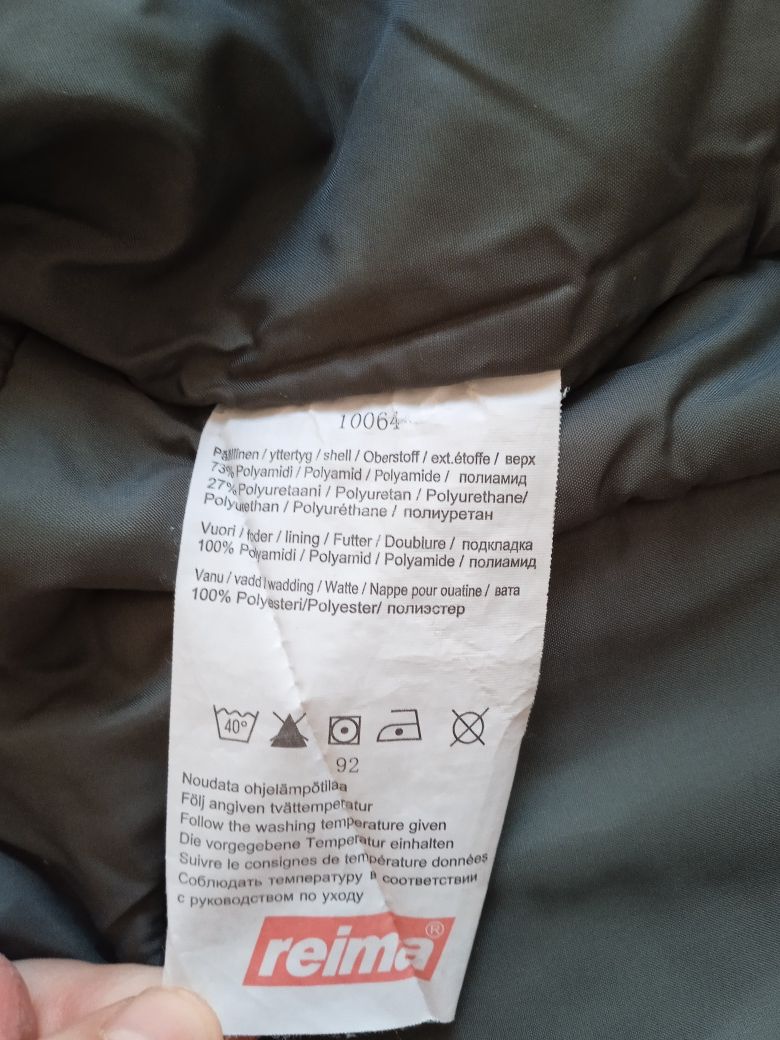 10064
Päällinen / yttertyg / shell / Oberstoff / ext.étoffe / верх
73% Polyamidi / Polyamid / Polyamide / полиамид
27% Polyuretaani / Polyuretan / Polyurethane/
Polyurethan / Polyuréthane / полиуретан
Vuori / foder / lining / Futter / Doublure / подкладка
100% Polyamidi / Polyamid / Polyamide / полиамид
Vanu / vadd / wadding / Watte / Nappe pour ouatine / вата
100% Polyesteri/Polyester/ полиэстер
40°
92
Noudata ohjelämpötilaa
Följ angiven tvättemperatur
Follow the washing temperature given
Die vorgegebene Temperatur einhalten
Suivre le consignes de température données
Соблюдать температуру в соответствии
с руководством по уходу
reima®